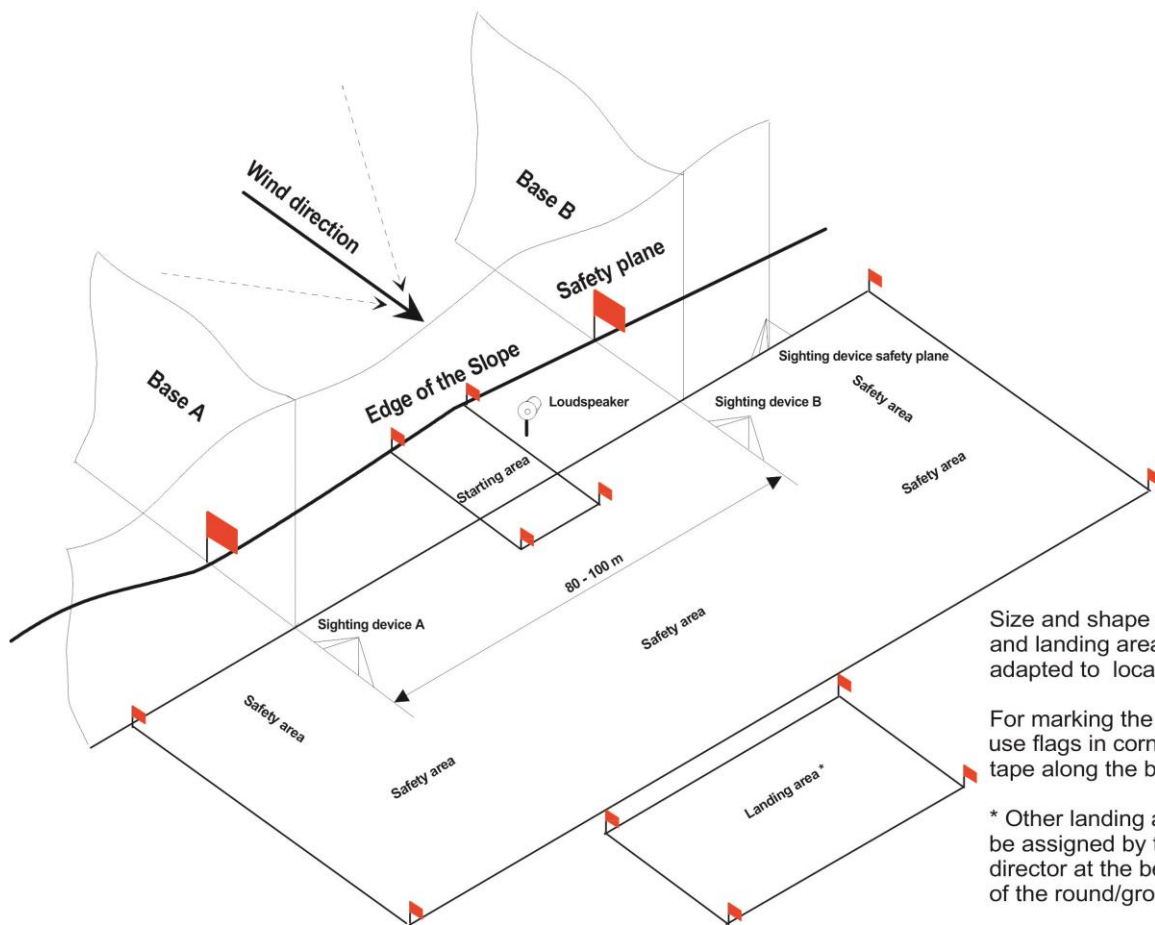 Wind direction
Base B
Safety plane
Base A
Edge of the Slope
Loudspeaker
Sighting device safety plane
Safety area
Sighting device B
Starting area
Safety area
80 - 100 m
Sighting device A
Safety area
Safety area
Safety area
Landing area *
Size and shape
and landing area
adapted to loca
For marking the
use flags in corn
tape along the b
* Other landing a
be assigned by t
director at the be
of the round/gro